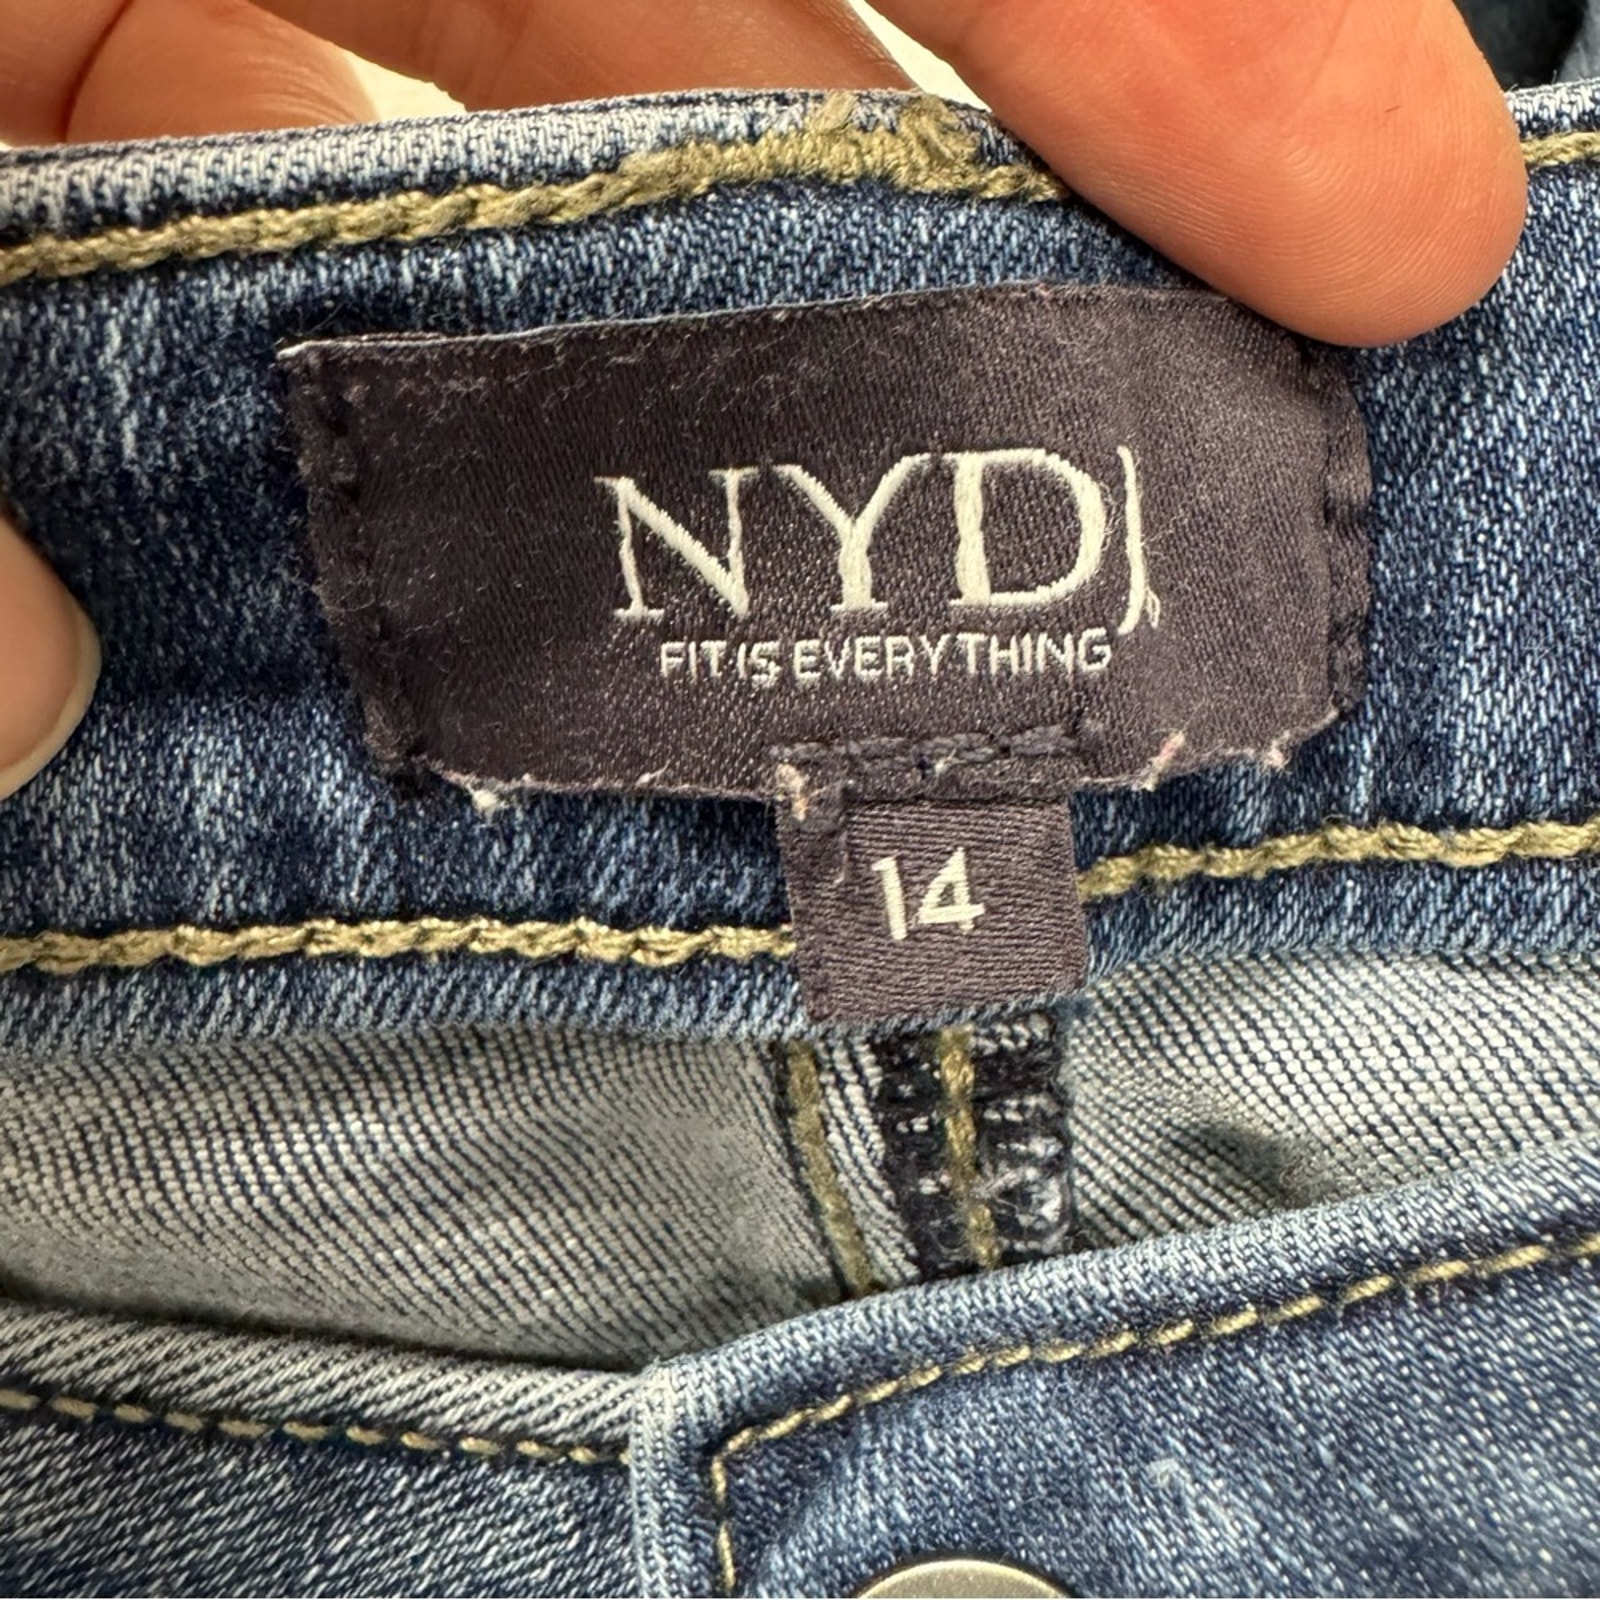 NYDJ
FIT IS EVERYTHING
14